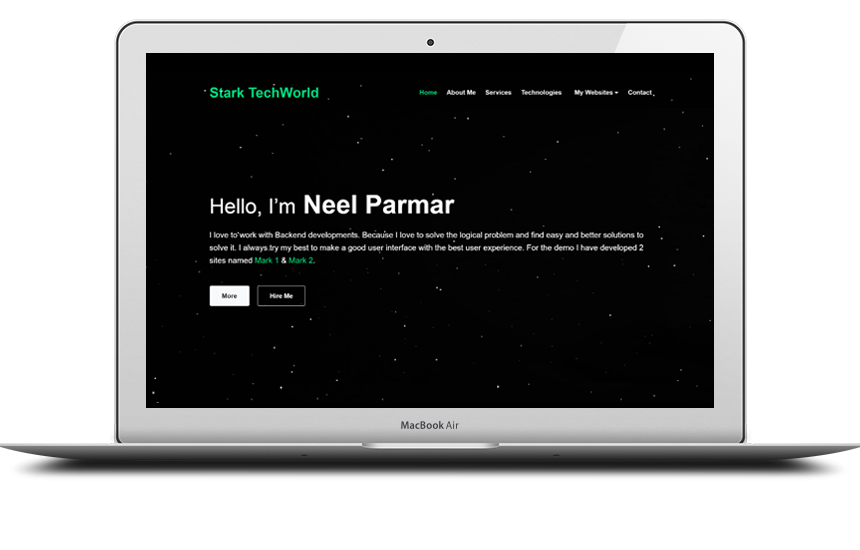 Stark TechWorld
Home About Me Services Technologies My Websites Contact
Hello, I'm Neel Parmar
I love to work with Backend developments. Because I love to solve the logical problem and find easy and better solutions to
solve it. I always try my best to make a good user interface with the best user experience. For the demo I have developed 2
sites named Mark 1 & Mark 2.
More Hire Me
MacBook Air